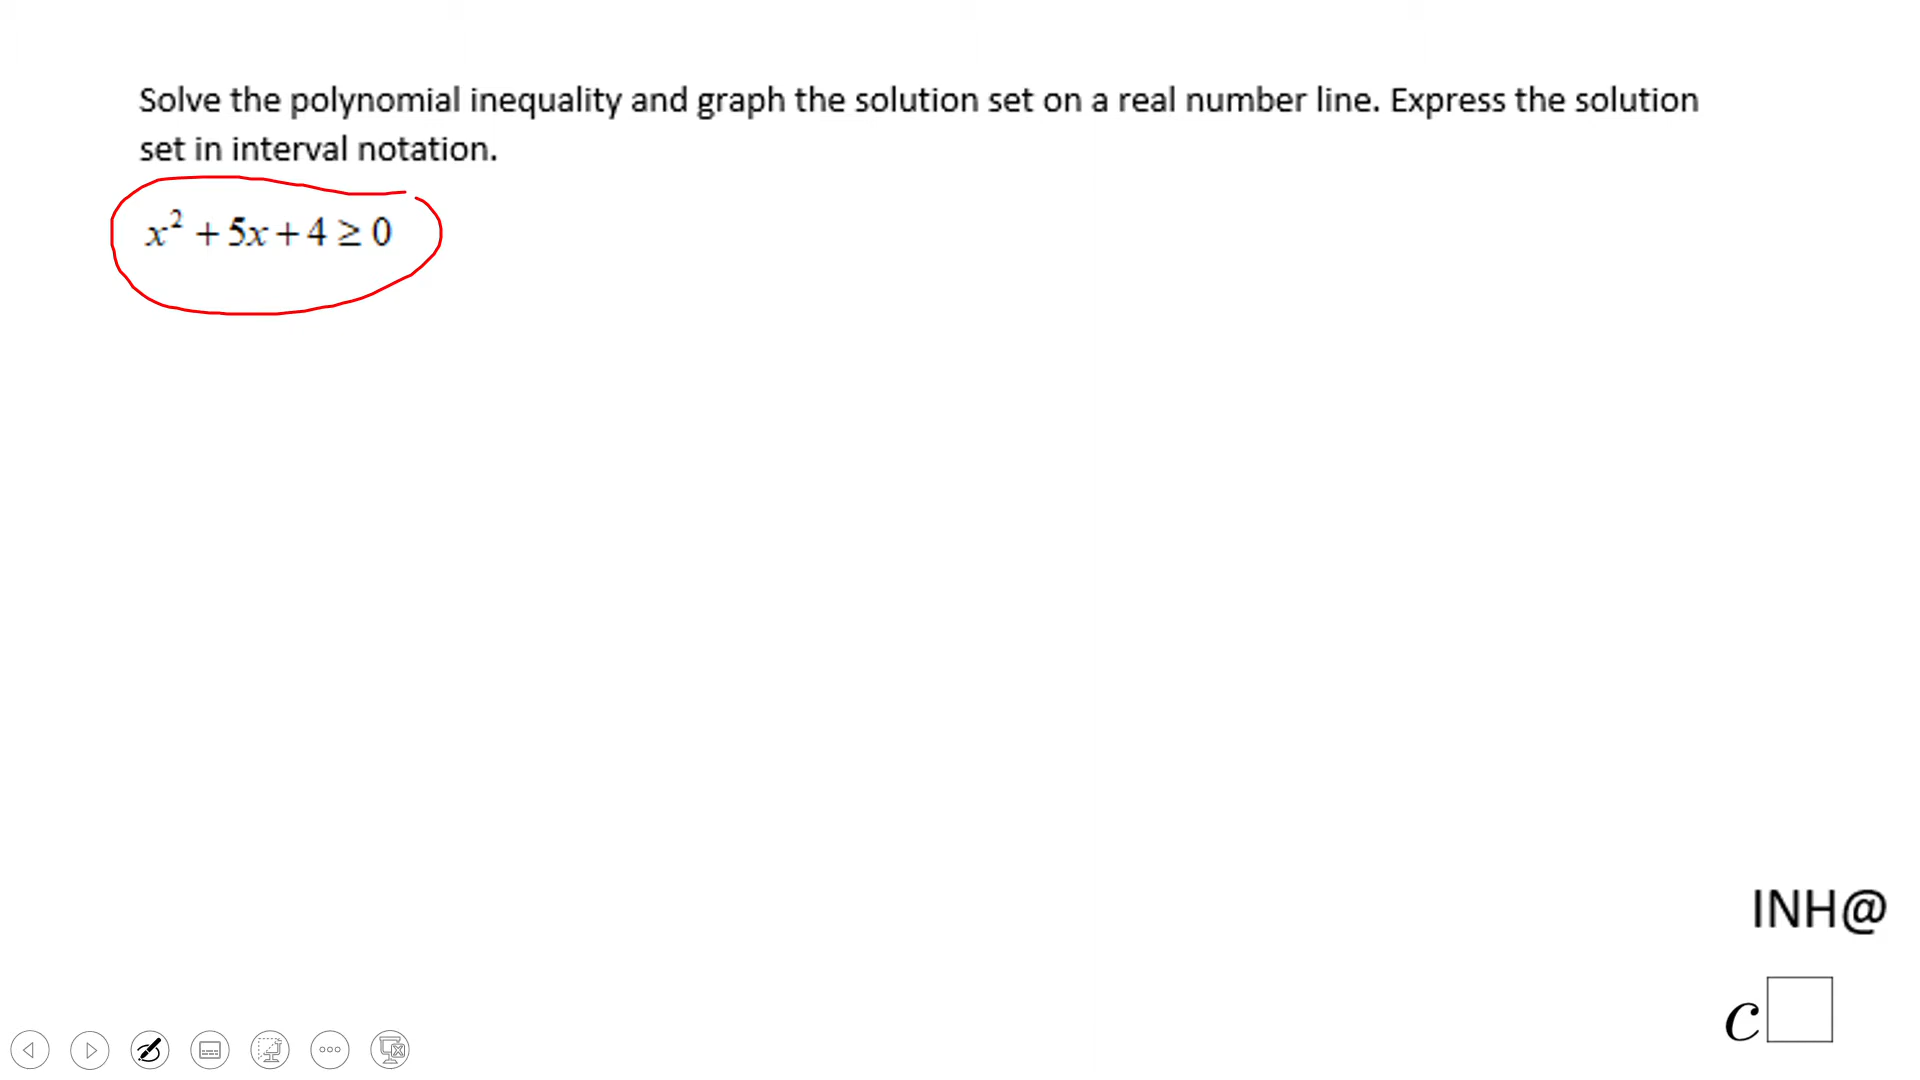 Solve the polynomial inequality and graph the solution set on a real number line. Express the solution
set in interval notation.
x² + 5x + 4 ≥ 0
INH@
c